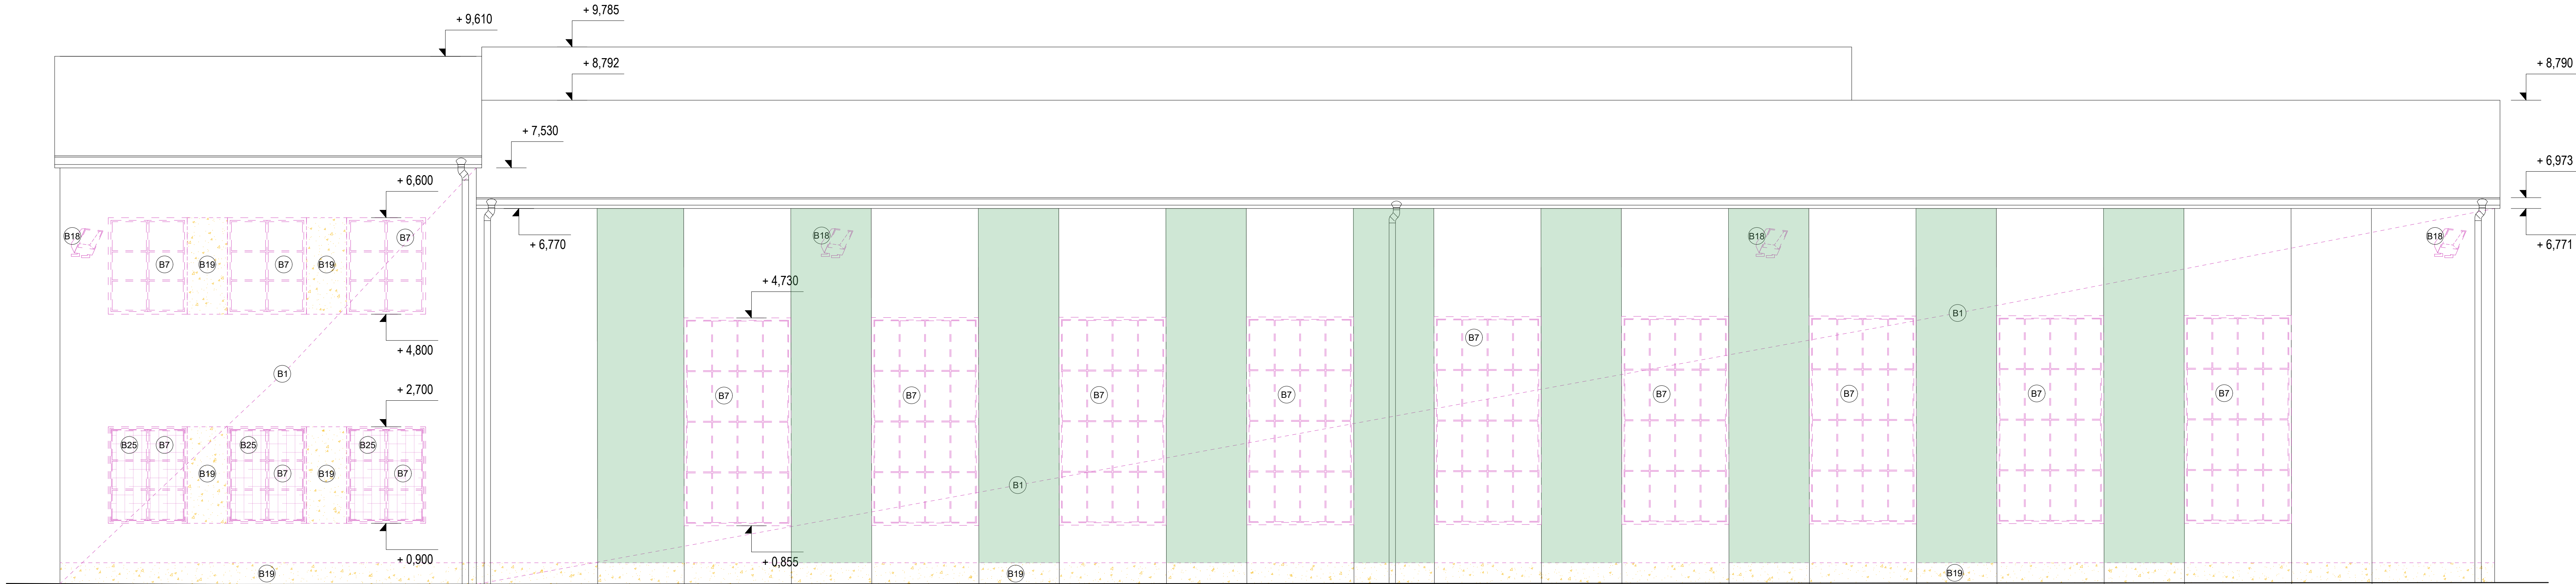 + 9,610
+ 9,785
+ 8,792
+ 8,790
+ 7,530
+ 6,973
+ 6,600
+ 6,770
+ 6,771
B18
B7
B19
B7
B19
B7
B18
B18
B18
+ 4,730
B1
+ 4,800
B7
B1
+ 2,700
B7
B7
B7
B7
B7
B7
B7
B7
B25
B7
B25
B25
B19
B7
B19
B7
B1
+ 0,900
+ 0,855
B19
B19
B19